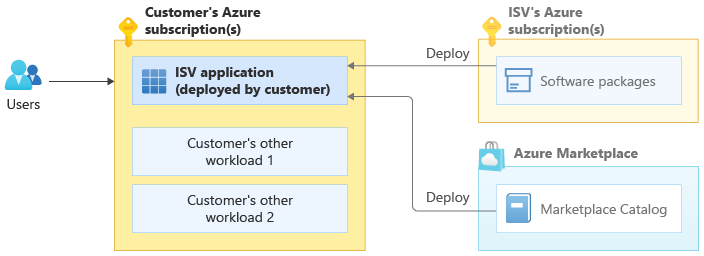 Customer's Azure
subscription(s)
ISV's Azure
subscription(s)
Users
ISV application
(deployed by customer)
Deploy
Software packages
Customer's other
workload 1
Azure Marketplace
Customer's other
workload 2
Deploy
Marketplace Catalog